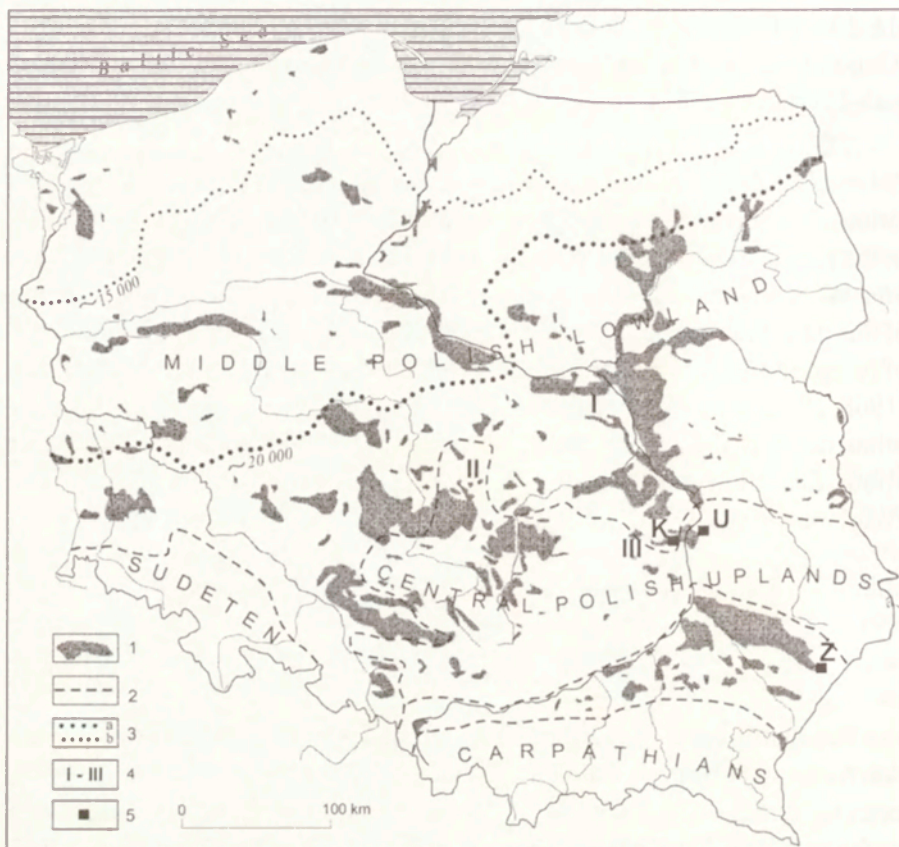 Baltic Sea
~15 000
MIDDLE POLISH LOWLAND
I
~20 000
II
K
U
III
SUDETEN
CENTRAL POLISH UPLANDS
Z
CARPATHIANS
1
2
a
b
3
I - III
4
5
0
100 km